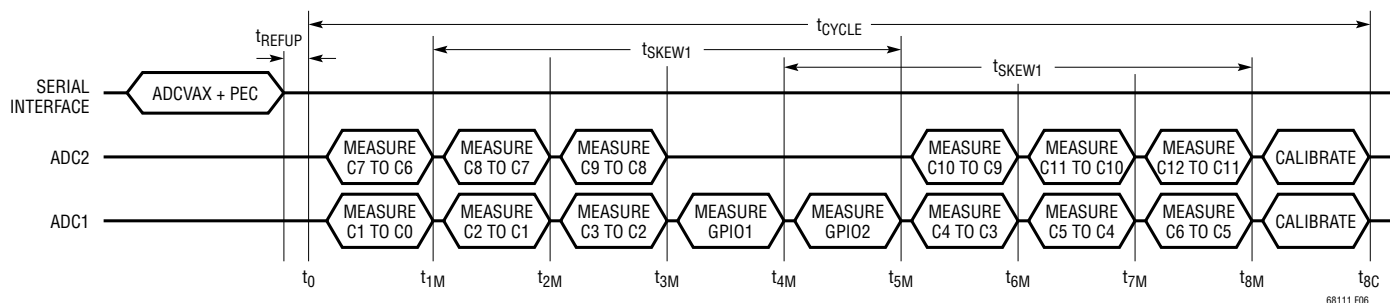 tCYCLE
tREFUP
tSKEW1
tSKEW1
SERIAL
INTERFACE
ADCVAX + PEC
ADC2
MEASURE
C7 TO C6
MEASURE
C8 TO C7
MEASURE
C9 TO C8
MEASURE
C10 TO C9
MEASURE
C11 TO C10
MEASURE
C12 TO C11
CALIBRATE
ADC1
MEASURE
C1 TO C0
MEASURE
C2 TO C1
MEASURE
C3 TO C2
MEASURE
GPIO1
MEASURE
GPIO2
MEASURE
C4 TO C3
MEASURE
C5 TO C4
MEASURE
C6 TO C5
CALIBRATE
t0 t1M t2M t3M t4M t5M t6M t7M t8M t8C
68111 F06